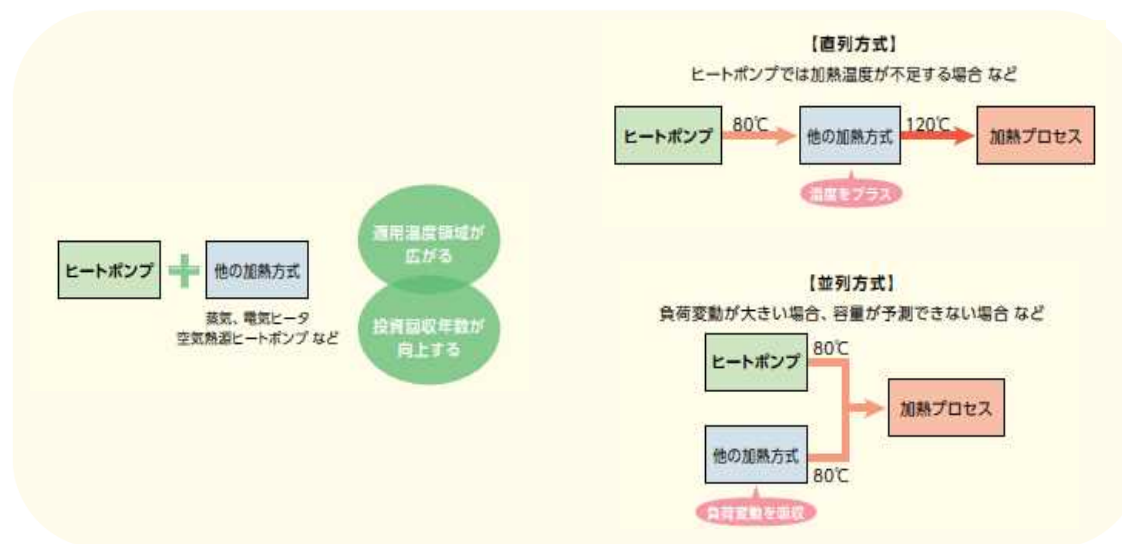 ヒートポンプ
他の加熱方式
蒸気、電気ヒータ
空気熱源ヒートポンプ など
適用温度領域が
広がる
投資回収年数が
向上する
【直列方式】
ヒートポンプでは加熱温度が不足する場合 など
ヒートポンプ
80℃
他の加熱方式
120℃
加熱プロセス
温度をプラス
【並列方式】
負荷変動が大きい場合、容量が予測できない場合 など
ヒートポンプ
80℃
加熱プロセス
他の加熱方式
80℃
負荷変動を吸収